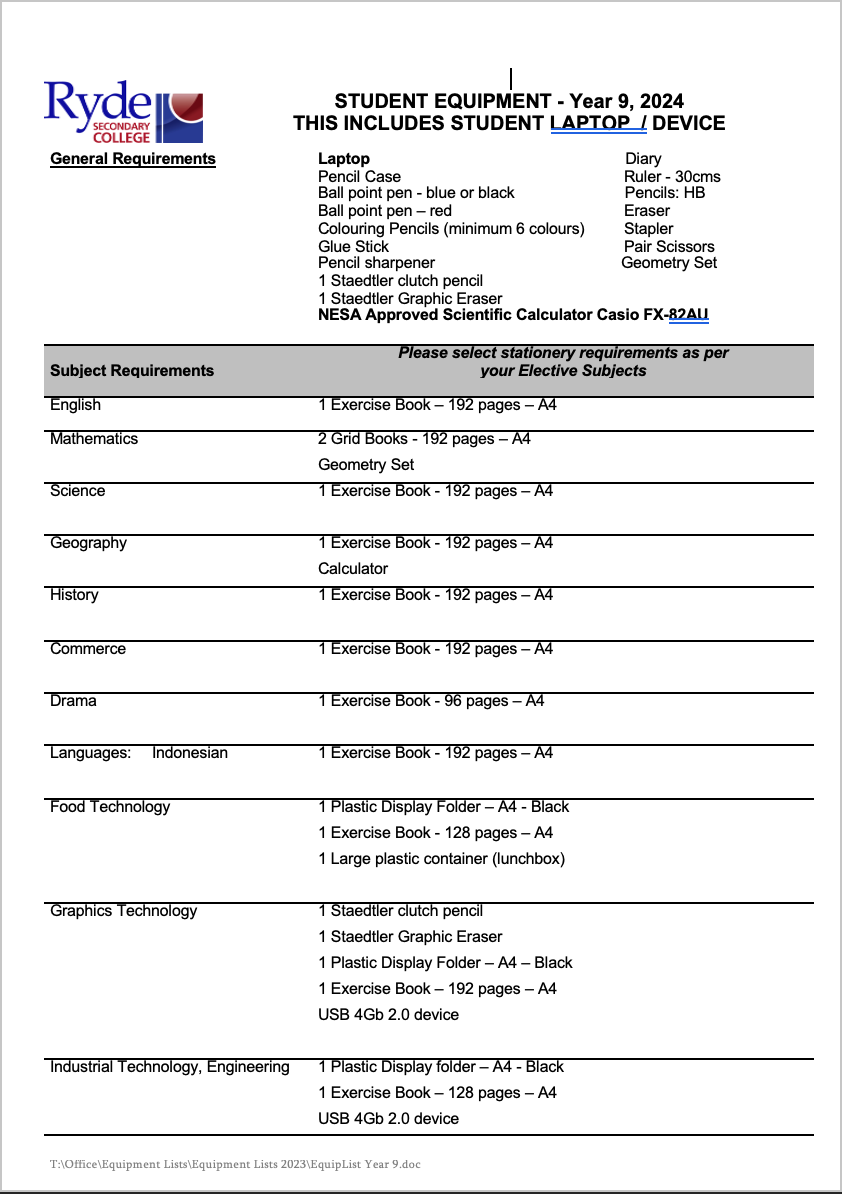 Ryde
SECONDARY
COLLEGE
STUDENT EQUIPMENT - Year 9, 2024
THIS INCLUDES STUDENT LAPTOP / DEVICE
General Requirements
Laptop Diary
Pencil Case Ruler - 30cms
Ball point pen - blue or black Pencils: HB
Ball point pen – red Eraser
Colouring Pencils (minimum 6 colours) Stapler
Glue Stick Pair Scissors
Pencil sharpener Geometry Set
1 Staedtler clutch pencil
1 Staedtler Graphic Eraser
NESA Approved Scientific Calculator Casio FX-82AU
Please select stationery requirements as per
Subject Requirements your Elective Subjects
English 1 Exercise Book – 192 pages – A4
Mathematics 2 Grid Books - 192 pages – A4
Geometry Set
Science 1 Exercise Book - 192 pages – A4
Geography 1 Exercise Book - 192 pages – A4
Calculator
History 1 Exercise Book - 192 pages – A4
Commerce 1 Exercise Book - 192 pages – A4
Drama 1 Exercise Book - 96 pages – A4
Languages: Indonesian 1 Exercise Book - 192 pages – A4
Food Technology 1 Plastic Display Folder – A4 - Black
1 Exercise Book - 128 pages – A4
1 Large plastic container (lunchbox)
Graphics Technology 1 Staedtler clutch pencil
1 Staedtler Graphic Eraser
1 Plastic Display Folder – A4 – Black
1 Exercise Book – 192 pages – A4
USB 4Gb 2.0 device
Industrial Technology, Engineering 1 Plastic Display folder – A4 - Black
1 Exercise Book – 128 pages – A4
USB 4Gb 2.0 device
T:\Office\Equipment Lists\Equipment Lists 2023\EquipList Year 9.doc